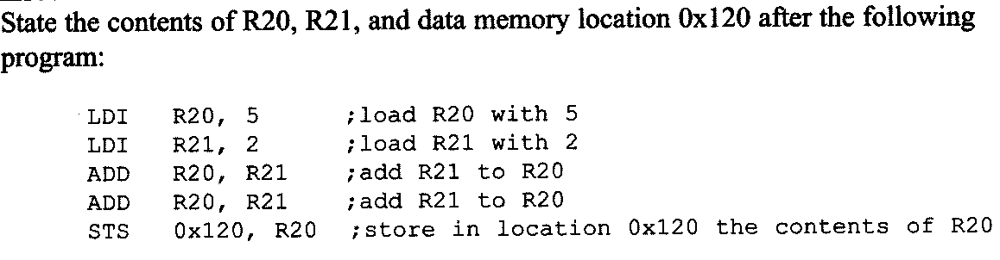 State the contents of R20, R21, and data memory location 0x120 after the following
program:
LDI R20, 5 ;load R20 with 5
LDI R21, 2 ;load R21 with 2
ADD R20, R21 ;add R21 to R20
ADD R20, R21 ;add R21 to R20
STS 0x120, R20 ;store in location 0x120 the contents of R20